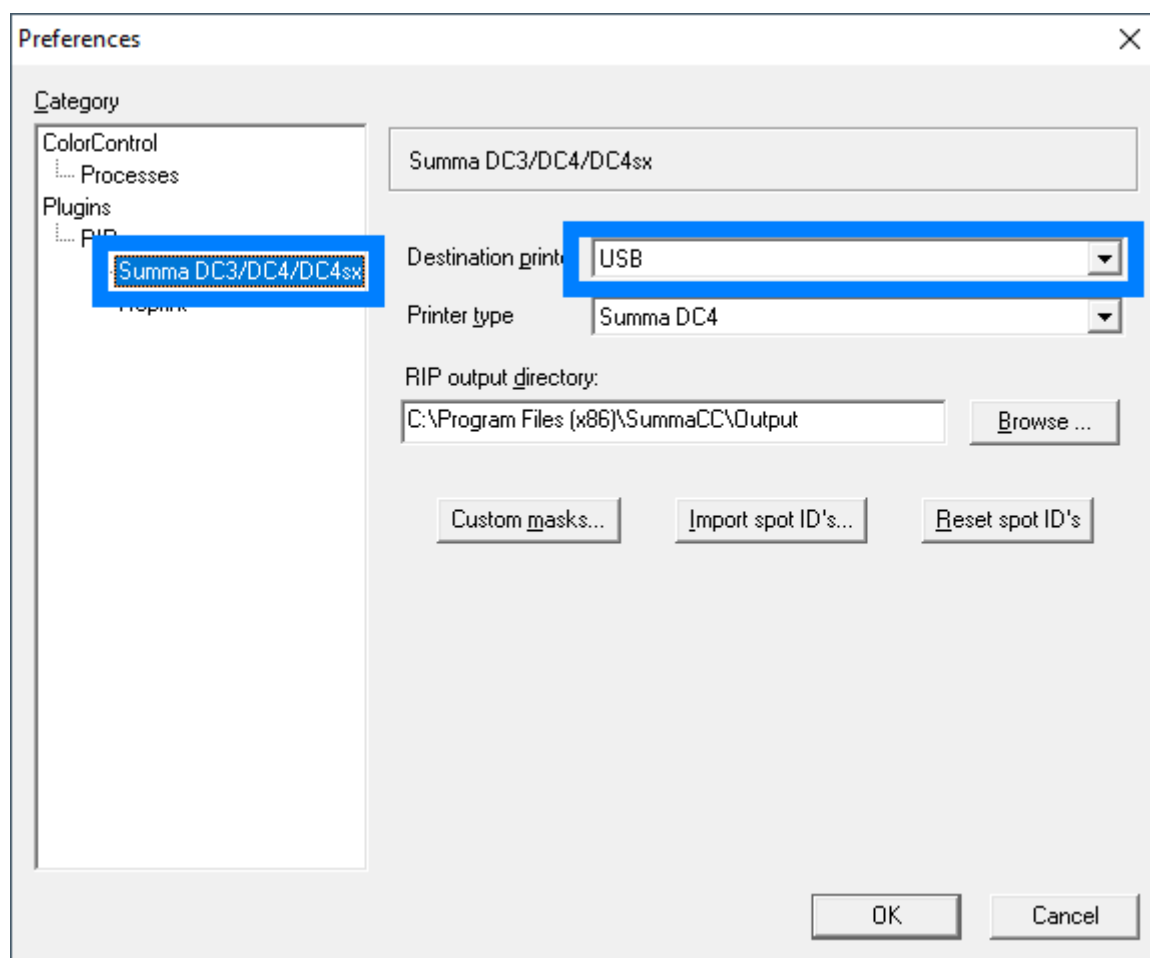 Preferences
Category
ColorControl
Processes
Plugins
Summa DC3/DC4/DC4sx
Summa DC3/DC4/DC4sx
Destination
USB
Printer type
Summa DC4
RIP output directory:
C:\Program Files (x86)\SummaCC\Output
Browse ...
Custom masks...
Import spot ID's...
Reset spot ID's
OK
Cancel